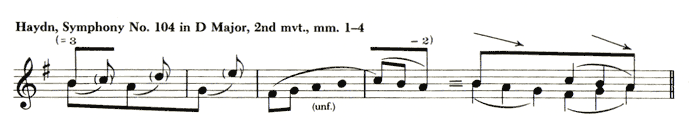 Haydn, Symphony No. 104 in D Major, 2nd mvt., mm. 1–4
(= 3
– 2)
(unf.)